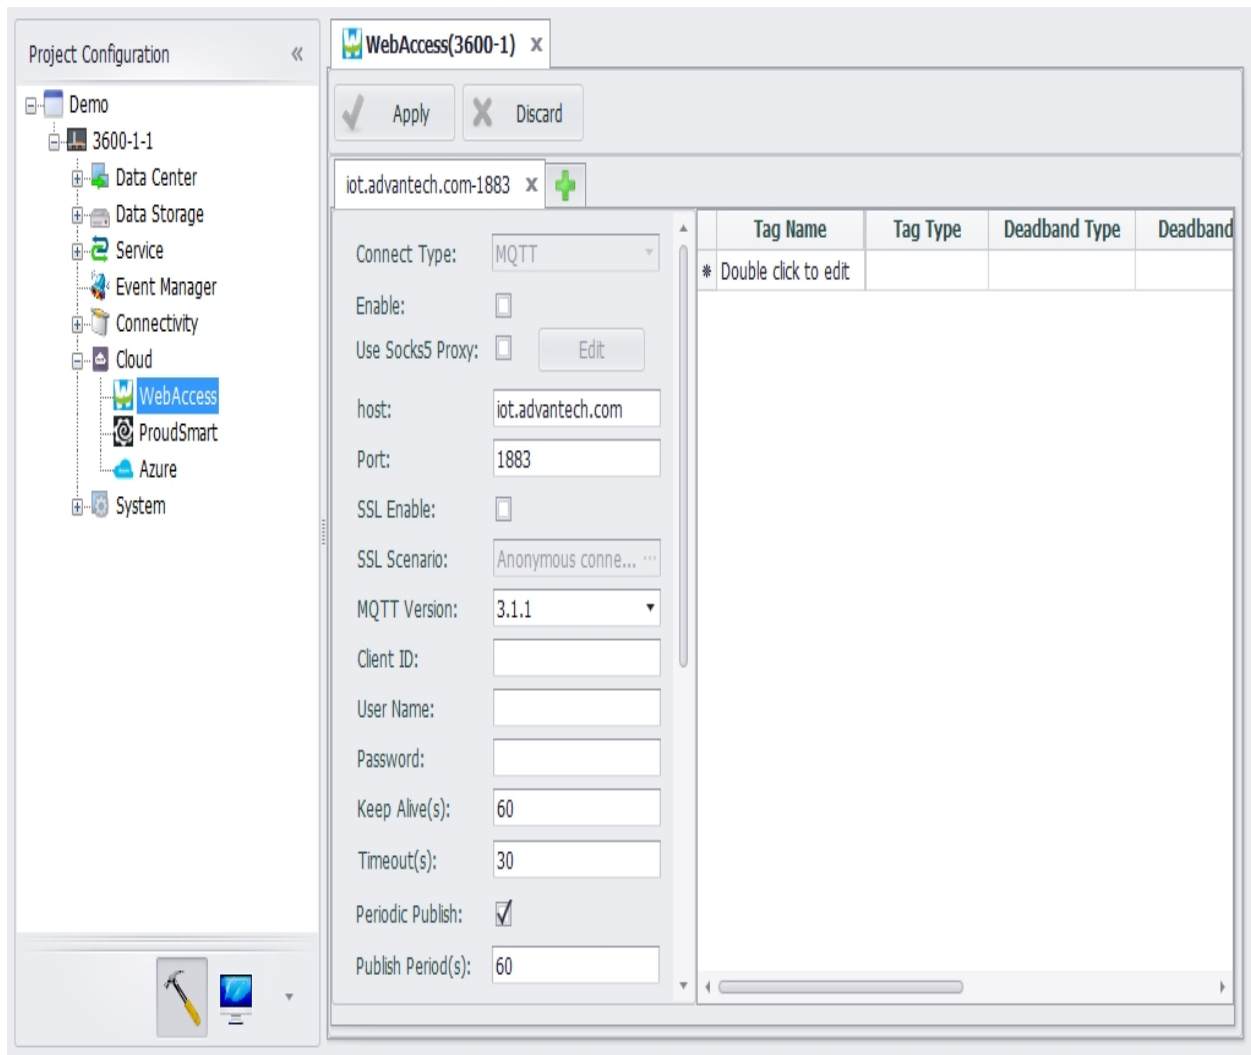 Project Configuration «
Demo
3600-1-1
Data Center
Data Storage
Service
Event Manager
Connectivity
Cloud
WebAccess
ProudSmart
Azure
System
WebAccess(3600-1) x
Apply Discard
iot.advantech.com-1883 x
Connect Type: MQTT
Enable:
Use Socks5 Proxy: Edit
host: iot.advantech.com
Port: 1883
SSL Enable:
SSL Scenario: Anonymous conne... ...
MQTT Version: 3.1.1
Client ID:
User Name:
Password:
Keep Alive(s): 60
Timeout(s): 30
Periodic Publish:
Publish Period(s): 60
Tag Name Tag Type Deadband Type Deadband
* Double click to edit